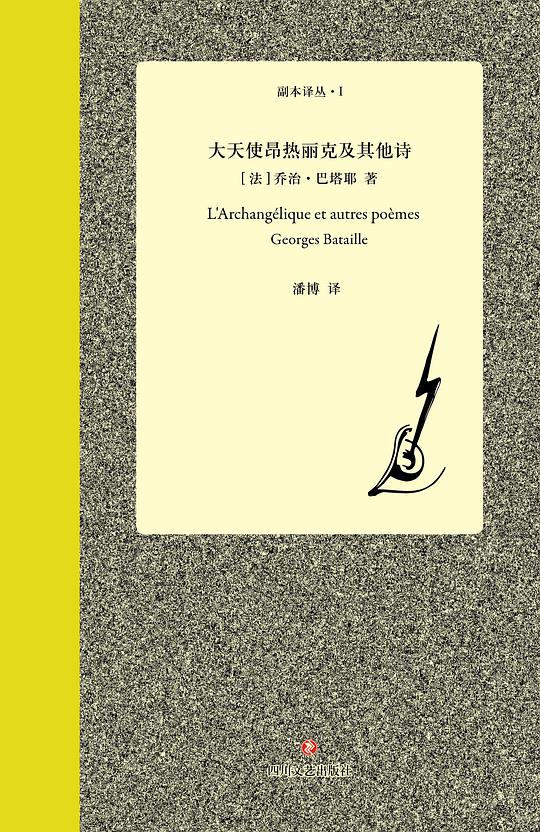 副本译丛·I
大天使昂热丽克及其他诗
[法]乔治·巴塔耶 著
L'Archangélique et autres poèmes
Georges Bataille
潘博 译
四川文艺出版社